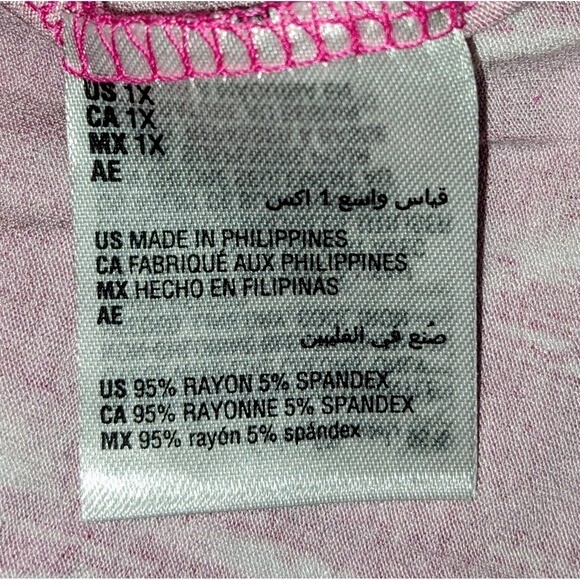 US 1X
CA 1X
MX 1X
AE
قياس واسع 1 اكس
US MADE IN PHILIPPINES
CA FABRIQUÉ AUX PHILIPPINES
MX HECHO EN FILIPINAS
AE
صُنع في الفلبين
US 95% RAYON 5% SPANDEX
CA 95% RAYONNE 5% SPANDEX
MX 95% rayón 5% spándex